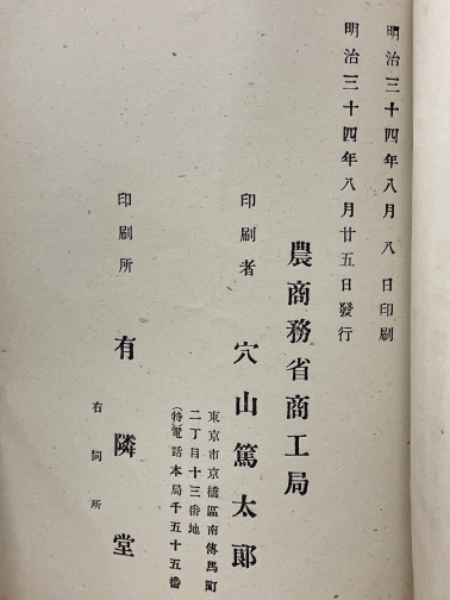 明治三十四年八月八日印刷
明治三十四年八月廿五日發行
農商務省商工局
印刷者 穴山篤太郞
東京市京橋區南傳馬町
二丁目十三番地
(特)電話本局千五十五番
印刷所 有隣堂
右同所